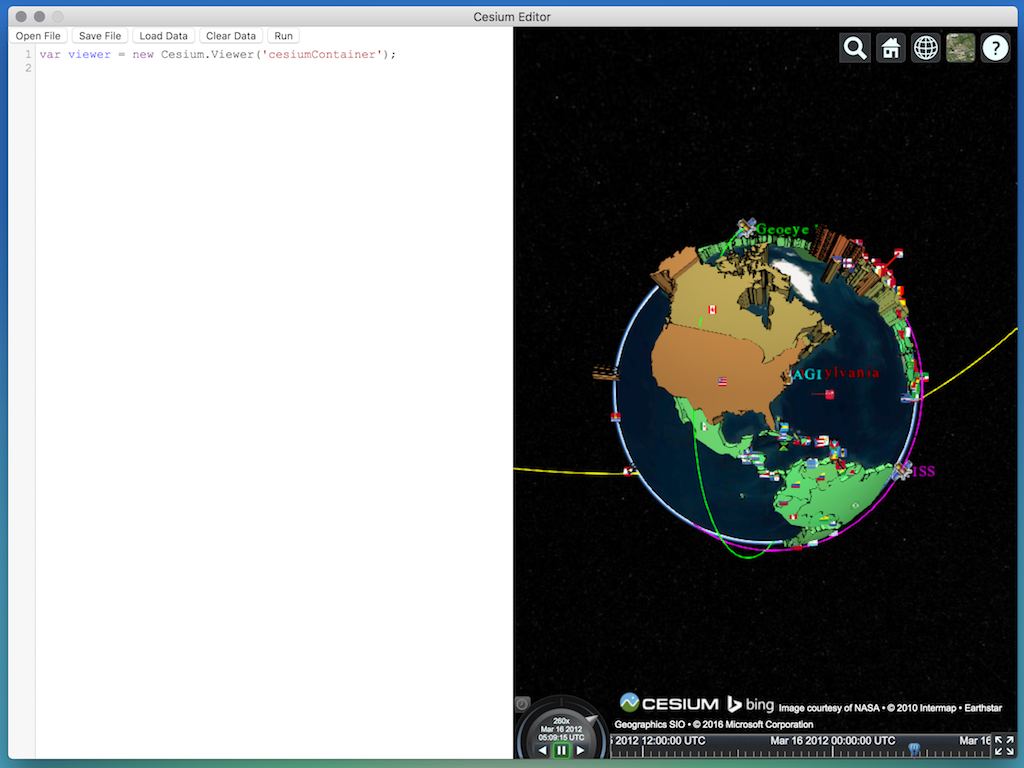 Cesium Editor
Open File Save File Load Data Clear Data Run
1 var viewer = new Cesium.Viewer('cesiumContainer');
2
?
Geoeye
AGI ylvania
ISS
CESIUM bing Image courtesy of NASA • © 2010 Intermap • Earthstar
Geographics SIO • © 2016 Microsoft Corporation
260x
Mar 16 2012
05:09:15 UTC
2012 12:00:00 UTC Mar 16 2012 00:00:00 UTC Mar 16